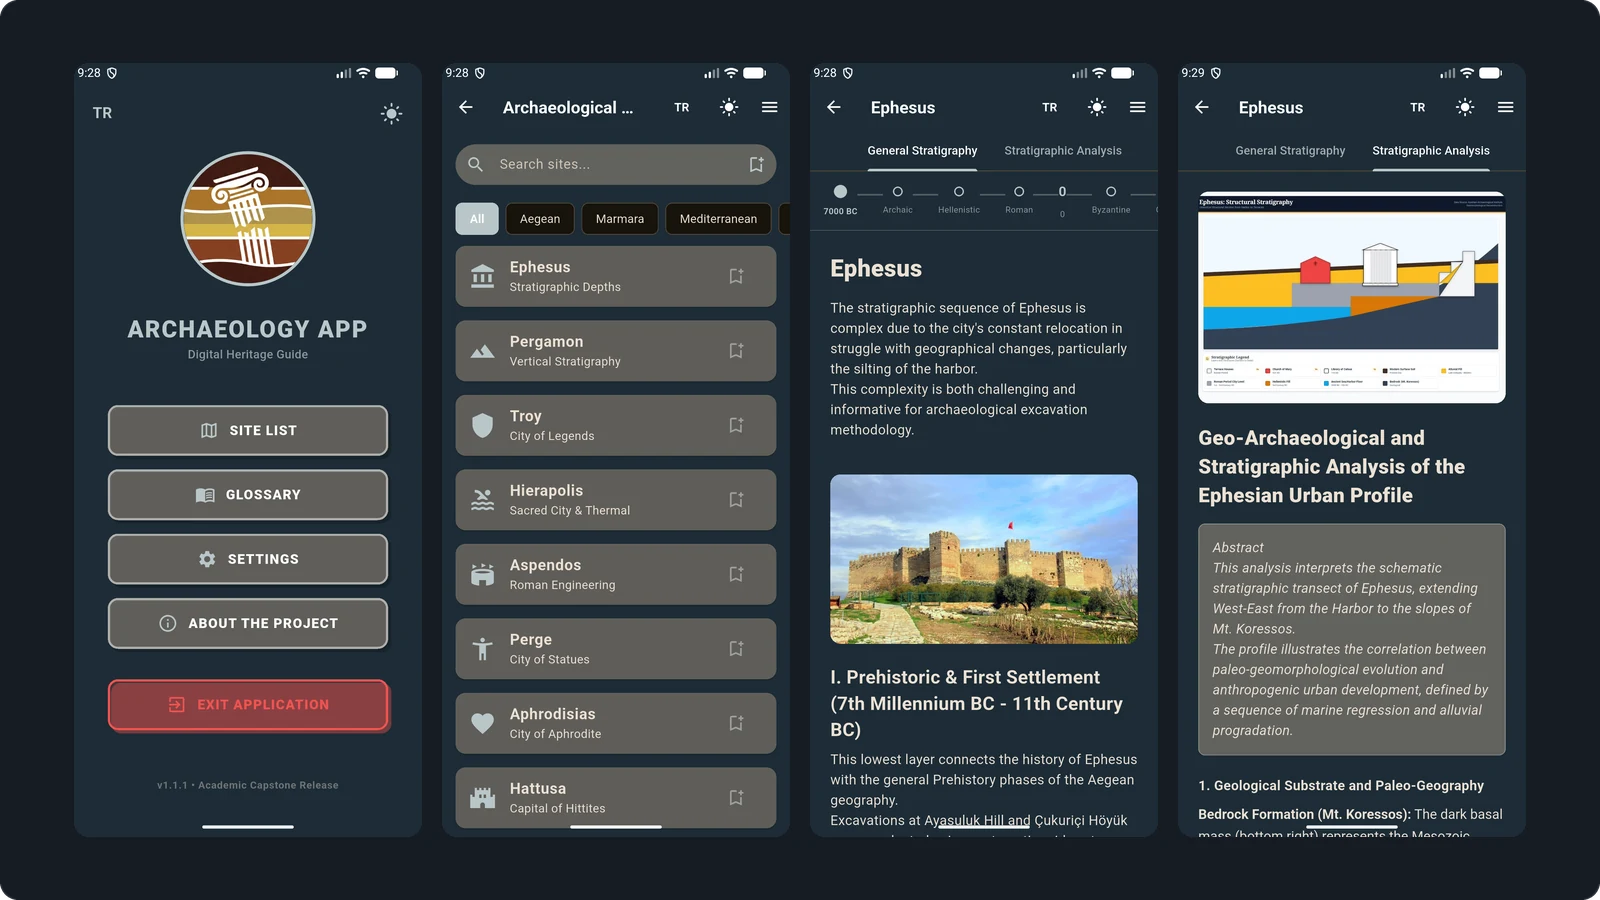 9:28
TR
ARCHAEOLOGY APP
Digital Heritage Guide
SITE LIST
GLOSSARY
SETTINGS
ABOUT THE PROJECT
EXIT APPLICATION
v1.1.1 • Academic Capstone Release
9:28
Archaeological ...
TR
Search sites...
All
Aegean
Marmara
Mediterranean
Ephesus
Stratigraphic Depths
Pergamon
Vertical Stratigraphy
Troy
City of Legends
Hierapolis
Sacred City & Thermal
Aspendos
Roman Engineering
Perge
City of Statues
Aphrodisias
City of Aphrodite
Hattusa
Capital of Hittites
9:28
Ephesus
TR
General Stratigraphy
Stratigraphic Analysis
0
7000 BC
Archaic
Hellenistic
Roman
0
Byzantine
Ephesus
The stratigraphic sequence of Ephesus is
complex due to the city's constant relocation in
struggle with geographical changes, particularly
the silting of the harbor.
This complexity is both challenging and
informative for archaeological excavation
methodology.
I. Prehistoric & First Settlement
(7th Millennium BC - 11th Century
BC)
This lowest layer connects the history of Ephesus
with the general Prehistory phases of the Aegean
geography.
Excavations at Ayasuluk Hill and Çukuriçi Höyük
9:29
Ephesus
TR
General Stratigraphy
Stratigraphic Analysis
Ephesus: Structural Stratigraphy
Stratigraphic Legend
Geo-Archaeological and
Stratigraphic Analysis of the
Ephesian Urban Profile
Abstract
This analysis interprets the schematic
stratigraphic transect of Ephesus, extending
West-East from the Harbor to the slopes of
Mt. Koressos.
The profile illustrates the correlation between
paleo-geomorphological evolution and
anthropogenic urban development, defined by
a sequence of marine regression and alluvial
progradation.
1. Geological Substrate and Paleo-Geography
Bedrock Formation (Mt. Koressos): The dark basal
mass (bottom right) represents the Mesozoic